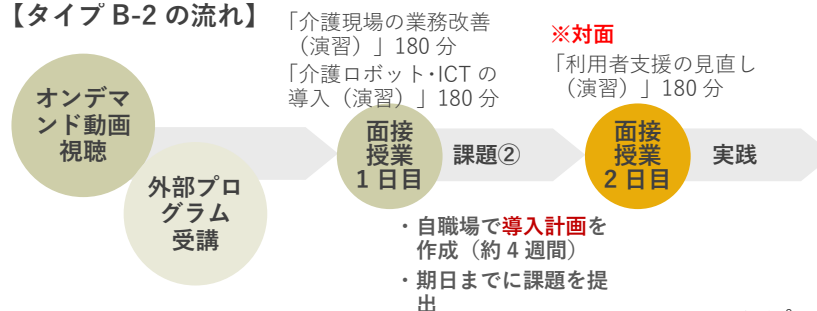 【タイプ B-2 の流れ】
「介護現場の業務改善
（演習）」180 分
「介護ロボット･ICT の
導入（演習）」180 分
※対面
「利用者支援の見直し
（演習）」180 分
オンデマ
ンド動画
視聴
外部プロ
グラム
受講
面接
授業
1 日目
課題②
面接
授業
2 日目
実践
・自職場で導入計画を
作成（約 4 週間）
・期日までに課題を提
出